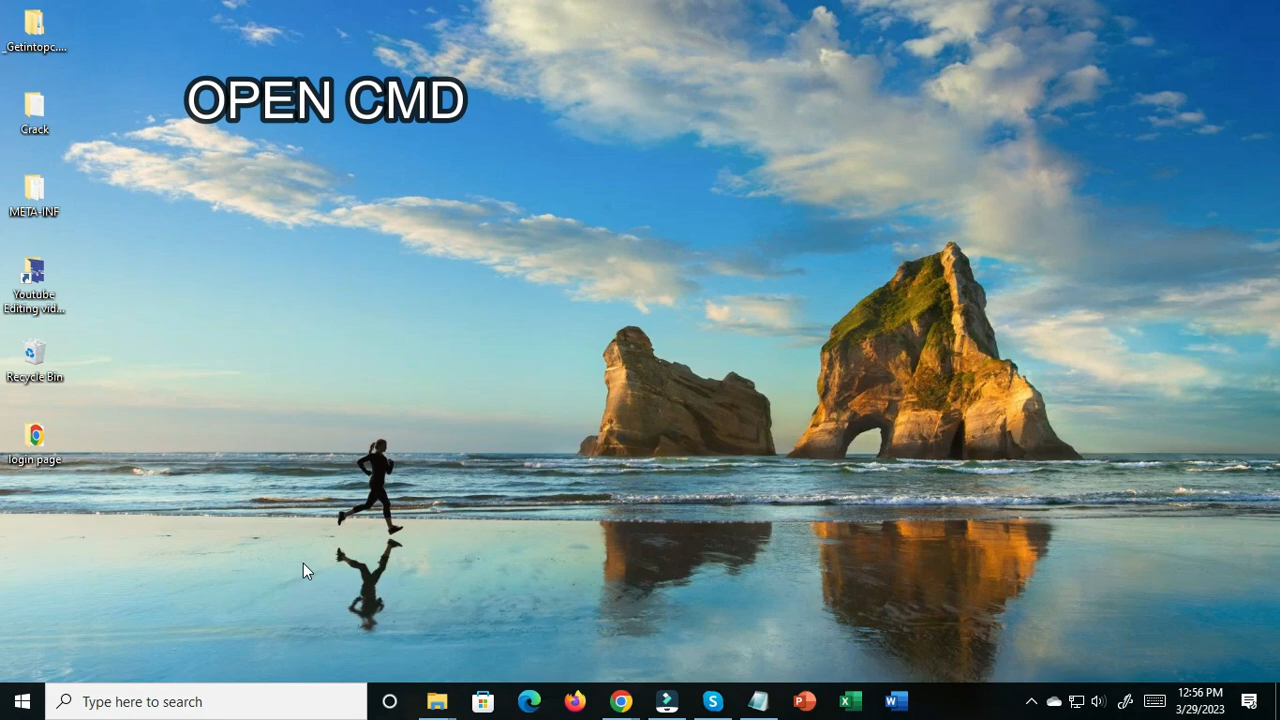 _Getintopc....
Crack
META-INF
Youtube
Editing vid...
Recycle Bin
login page
OPEN CMD
Type here to search
12:56 PM
3/29/2023